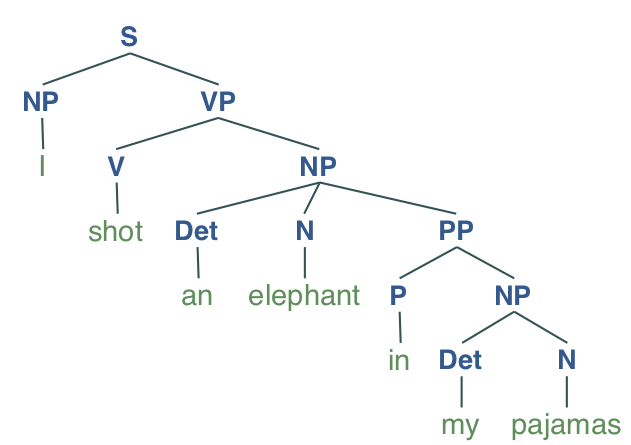 S
NP VP
I V NP
shot Det N PP
an elephant P NP
in Det N
my pajamas